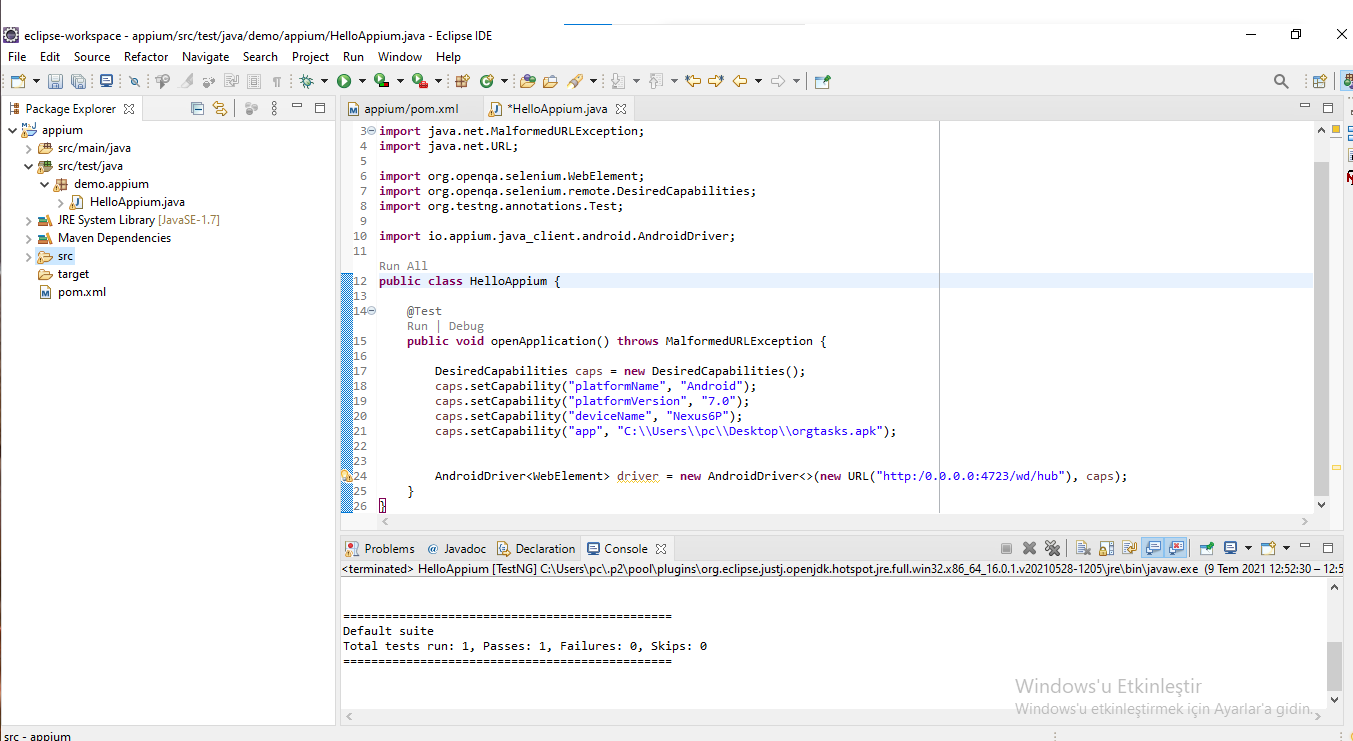 eclipse-workspace - appium/src/test/java/demo/appium/HelloAppium.java - Eclipse IDE
File Edit Source Refactor Navigate Search Project Run Window Help
Package Explorer
appium
src/main/java
src/test/java
demo.appium
HelloAppium.java
JRE System Library [JavaSE-1.7]
Maven Dependencies
src
target
pom.xml
appium/pom.xml *HelloAppium.java
3 import java.net.MalformedURLException;
4 import java.net.URL;
5
6 import org.openqa.selenium.WebElement;
7 import org.openqa.selenium.remote.DesiredCapabilities;
8 import org.testng.annotations.Test;
9
10 import io.appium.java_client.android.AndroidDriver;
11
Run All
12 public class HelloAppium {
13
14 @Test
Run | Debug
15 public void openApplication() throws MalformedURLException {
16
17 DesiredCapabilities caps = new DesiredCapabilities();
18 caps.setCapability("platformName", "Android");
19 caps.setCapability("platformVersion", "7.0");
20 caps.setCapability("deviceName", "Nexus6P");
21 caps.setCapability("app", "C:\\Users\\pc\\Desktop\\orgtasks.apk");
22
23
24 AndroidDriver<WebElement> driver = new AndroidDriver<>(new URL("http:/0.0.0.0:4723/wd/hub"), caps);
25 }
26 }
Problems @ Javadoc Declaration Console
<terminated> HelloAppium [TestNG] C:\Users\pc\.p2\pool\plugins\org.eclipse.justj.openjdk.hotspot.jre.full.win32.x86_64_16.0.1.v20210528-1205\jre\bin\javaw.exe (9 Tem 2021 12:52:30 – 12:5
===============================================
Default suite
Total tests run: 1, Passes: 1, Failures: 0, Skips: 0
===============================================
Windows'u Etkinleştir
Windows'u etkinleştirmek için Ayarlar'a gidin.
src - appium